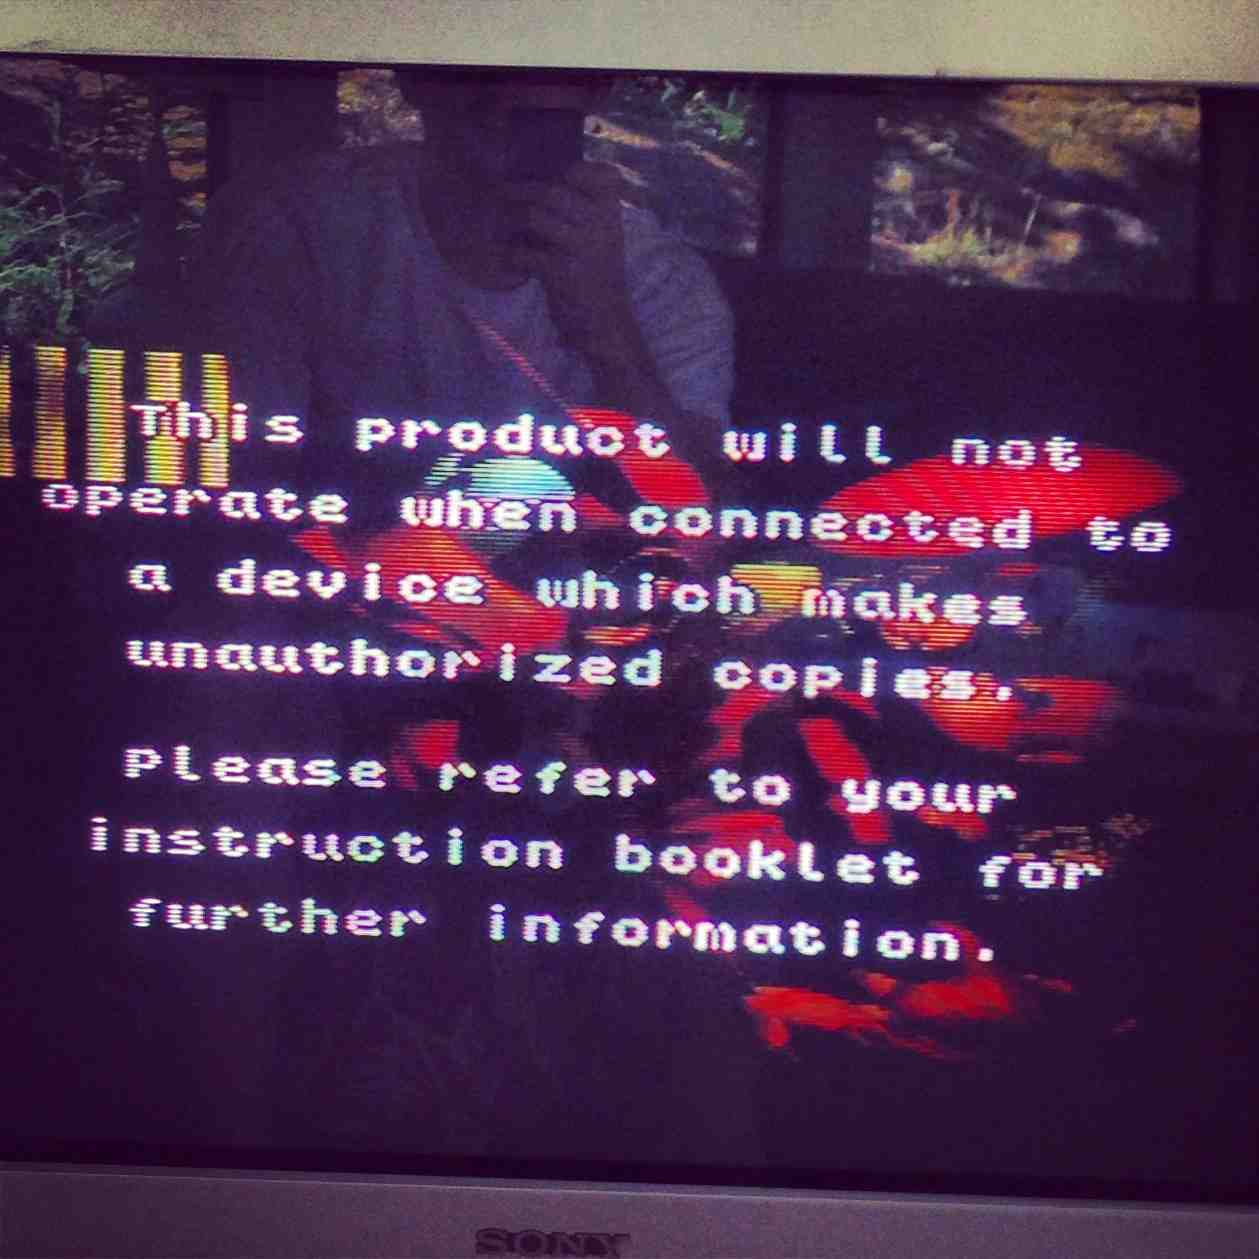 This product will not
operate when connected to
a device which makes
unauthorized copies.
Please refer to your
instruction booklet for
further information.
SONY